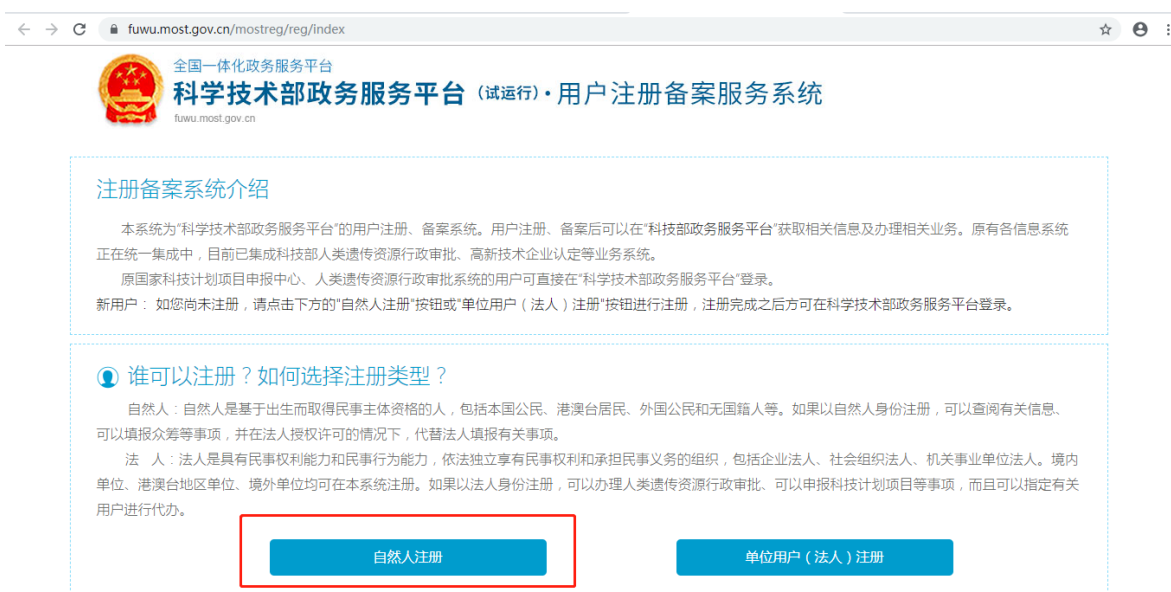 fuwu.most.gov.cn/mostreg/reg/index
全国一体化政务服务平台
科学技术部政务服务平台（试运行）·用户注册备案服务系统
fuwu.most.gov.cn
注册备案系统介绍
本系统为“科学技术部政务服务平台”的用户注册、备案系统。用户注册、备案后可以在“科技部政务服务平台”获取相关信息及办理相关业务。原有各信息系统
正在统一集成中，目前已集成科技部人类遗传资源行政审批、高新技术企业认定等业务系统。
原国家科技计划项目申报中心、人类遗传资源行政审批系统的用户可直接在“科学技术部政务服务平台”登录。
新用户： 如您尚未注册，请点击下方的"自然人注册"按钮或"单位用户（法人）注册"按钮进行注册，注册完成之后方可在科学技术部政务服务平台登录。
谁可以注册？如何选择注册类型？
自然人：自然人是基于出生而取得民事主体资格的人，包括本国公民、港澳台居民、外国公民和无国籍人等。如果以自然人身份注册，可以查阅有关信息、
可以填报众筹等事项，并在法人授权许可的情况下，代替法人填报有关事项。
法 人：法人是具有民事权利能力和民事行为能力，依法独立享有民事权利和承担民事义务的组织，包括企业法人、社会组织法人、机关事业单位法人。境内
单位、港澳台地区单位、境外单位均可在本系统注册。如果以法人身份注册，可以办理人类遗传资源行政审批、可以申报科技计划项目等事项，而且可以指定有关
用户进行代办。
自然人注册
单位用户（法人）注册